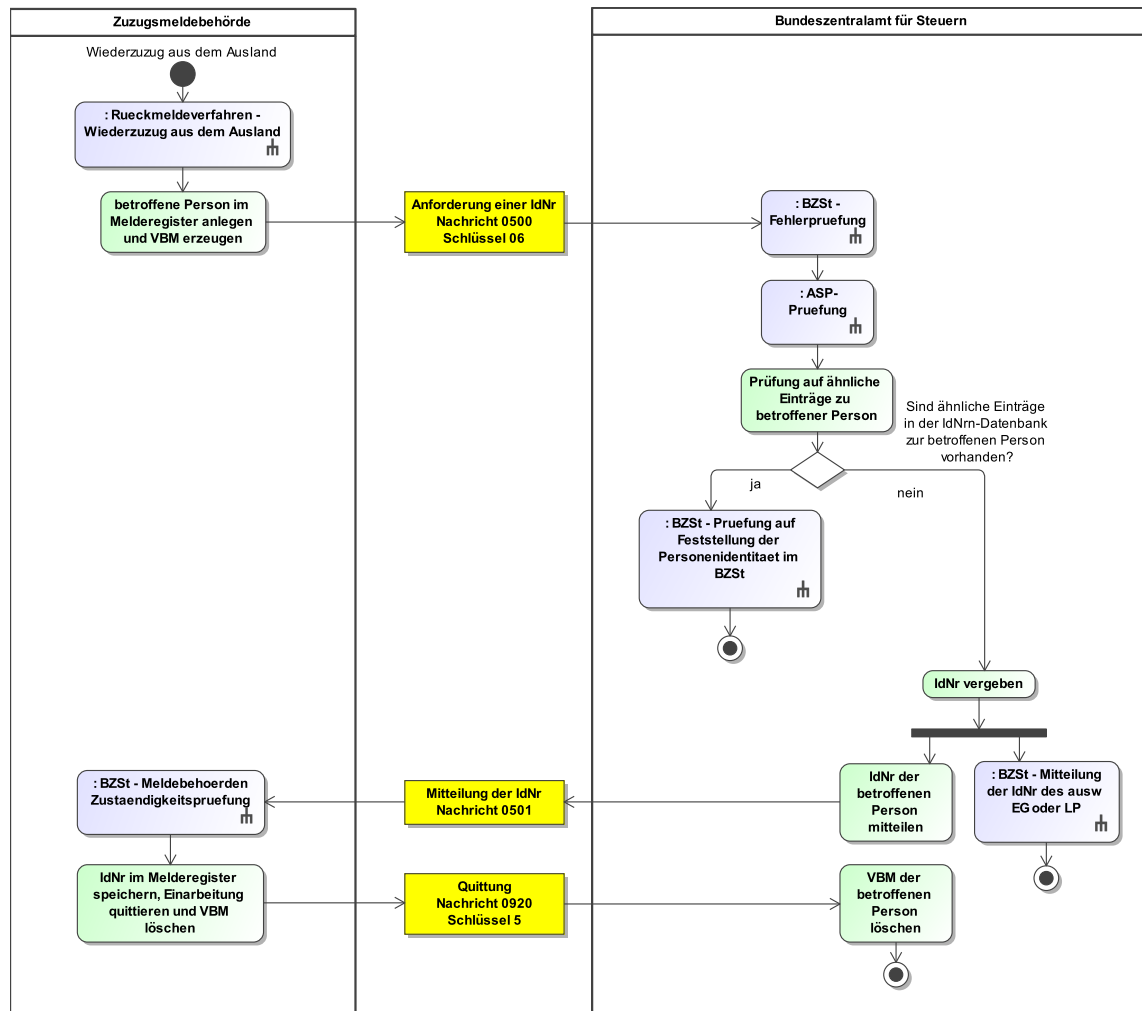 Zuzugsmeldebehörde
Bundeszentralamt für Steuern
Wiederzuzug aus dem Ausland
: Rueckmeldeverfahren -
Wiederzuzug aus dem Ausland
betroffene Person im
Melderegister anlegen
und VBM erzeugen
Anforderung einer IdNr
Nachricht 0500
Schlüssel 06
: BZSt -
Fehlerpruefung
: ASP-
Pruefung
Prüfung auf ähnliche
Einträge zu
betroffener Person
Sind ähnliche Einträge
in der IdNrn-Datenbank
zur betroffenen Person
vorhanden?
ja
nein
: BZSt - Pruefung auf
Feststellung der
Personenidentitaet im
BZSt
IdNr vergeben
: BZSt - Meldebehoerden
Zustaendigkeitspruefung
Mitteilung der IdNr
Nachricht 0501
IdNr der
betroffenen
Person
mitteilen
: BZSt - Mitteilung
der IdNr des ausw
EG oder LP
IdNr im Melderegister
speichern, Einarbeitung
quittieren und VBM
löschen
Quittung
Nachricht 0920
Schlüssel 5
VBM der
betroffenen
Person
löschen